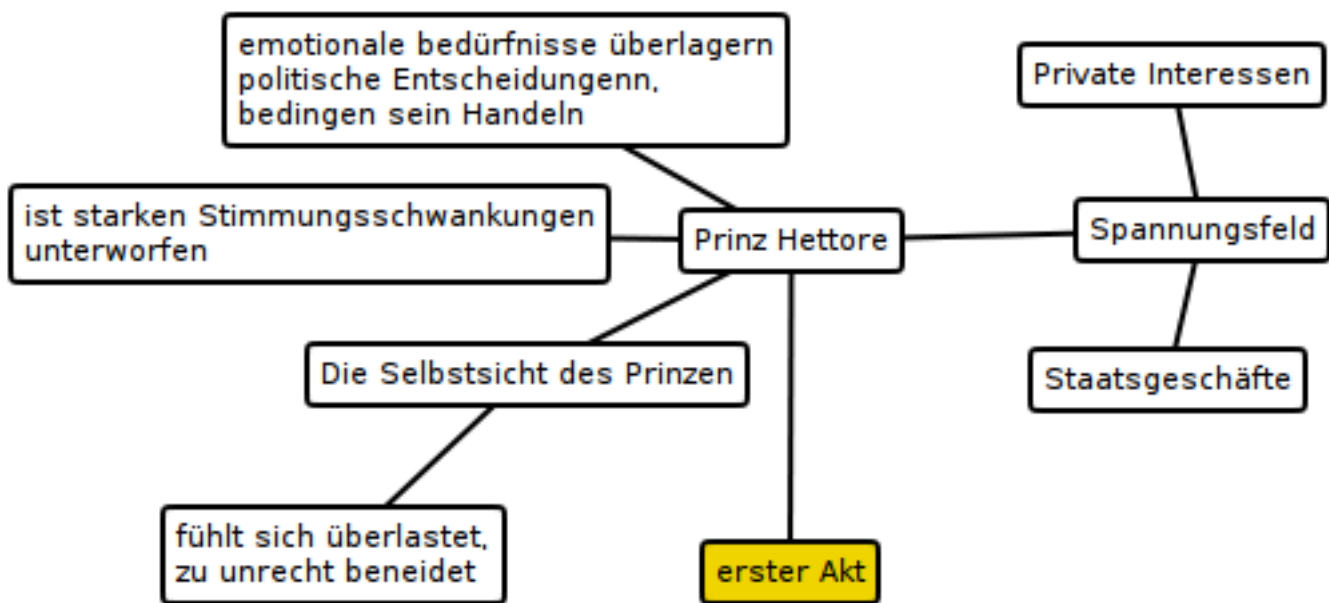 emotionale bedürfnisse überlagern
politische Entscheidungenn,
bedingen sein Handeln
Private Interessen
ist starken Stimmungsschwankungen
unterworfen
Prinz Hettore
Spannungsfeld
Die Selbstsicht des Prinzen
Staatsgeschäfte
fühlt sich überlastet,
zu unrecht beneidet
erster Akt